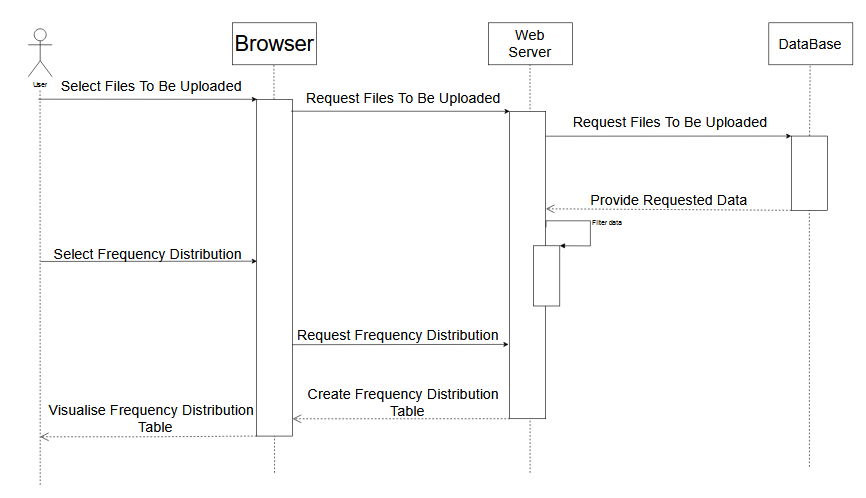 Browser
Web
Server
DataBase
User
Select Files To Be Uploaded
Request Files To Be Uploaded
Request Files To Be Uploaded
Provide Requested Data
Filter data
Select Frequency Distribution
Request Frequency Distribution
Create Frequency Distribution
Table
Visualise Frequency Distribution
Table